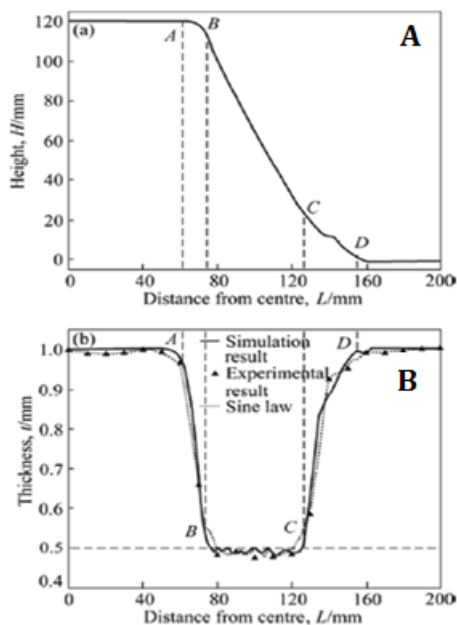 (a)
A
120
100
80
60
40
20
0
Height, H/mm
A
B
C
D
0 40 80 120 160 200
Distance from centre, L/mm
(b)
B
1.0
0.9
0.8
0.7
0.6
0.5
0.4
Thickness, t/mm
A
D
Simulation
result
Experimental
result
Sine law
B
C
0 40 80 120 160 200
Distance from centre, L/mm